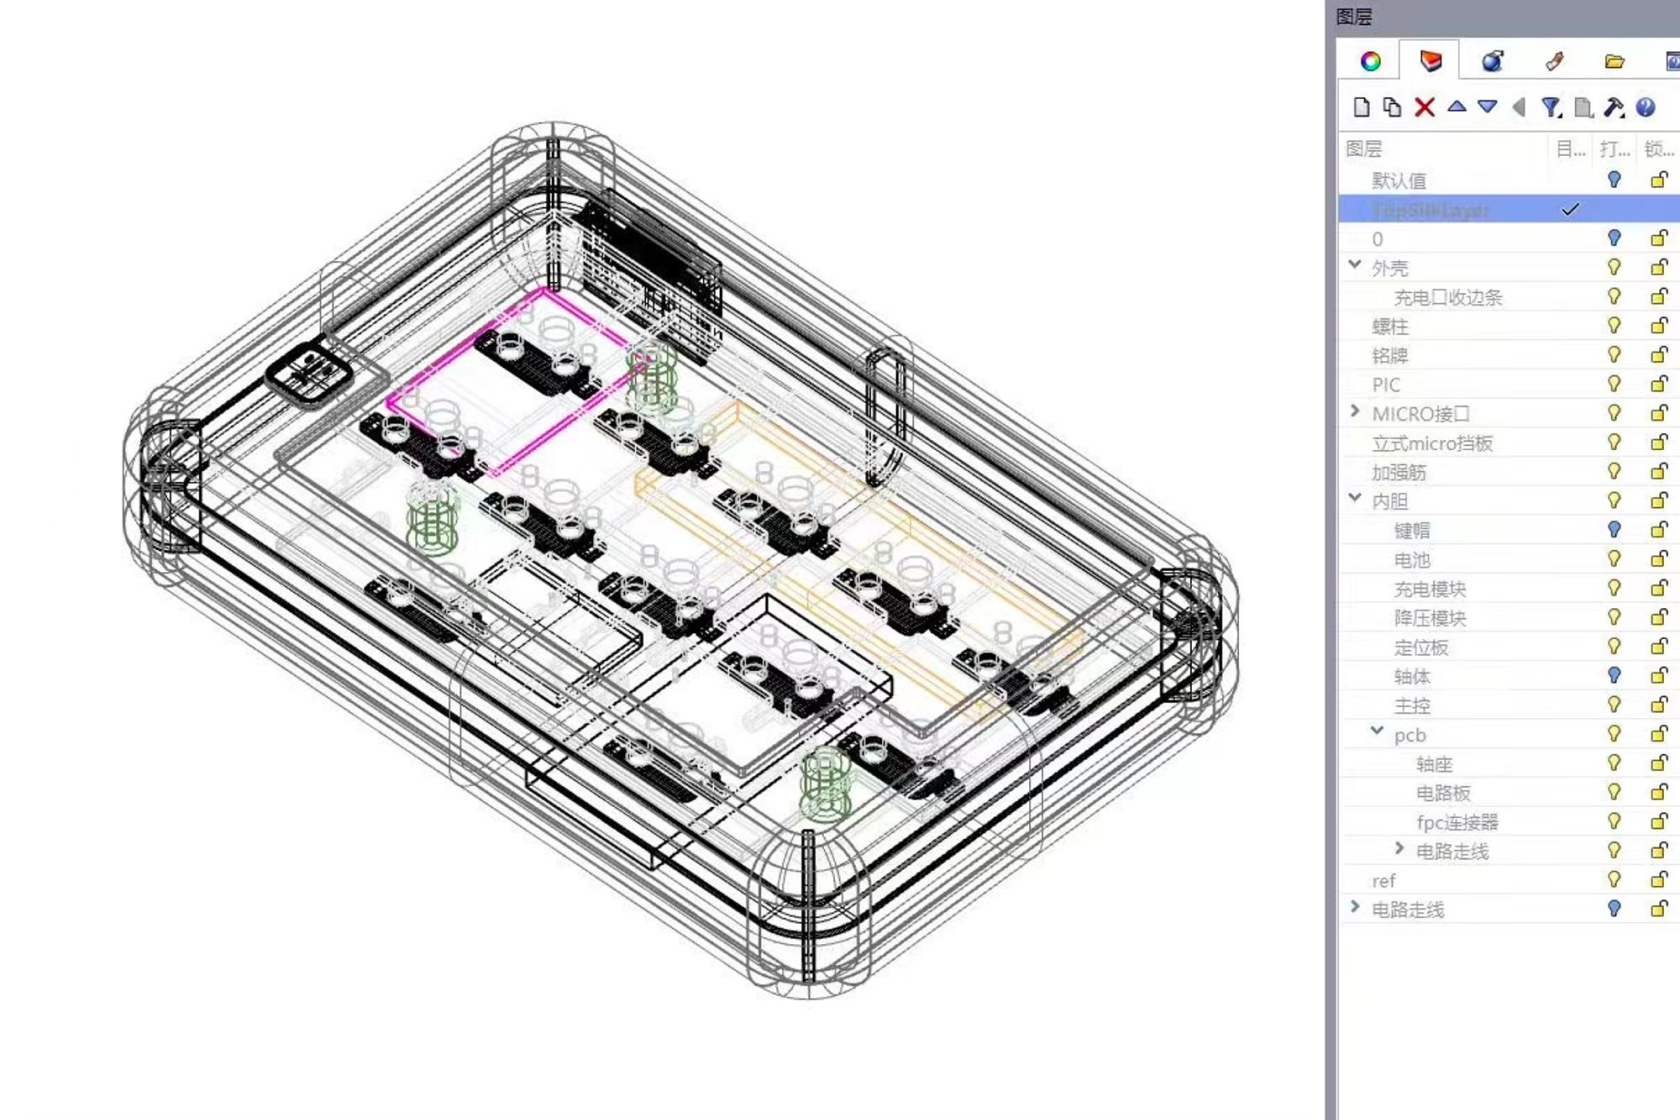 图层
图层 目... 打... 锁...
默认值
TopSilkLayer
0
外壳
充电口收边条
螺柱
铭牌
PIC
MICRO接口
立式micro挡板
加强筋
内胆
键帽
电池
充电模块
降压模块
定位板
轴体
主控
pcb
轴座
电路板
fpc连接器
电路走线
ref
电路走线